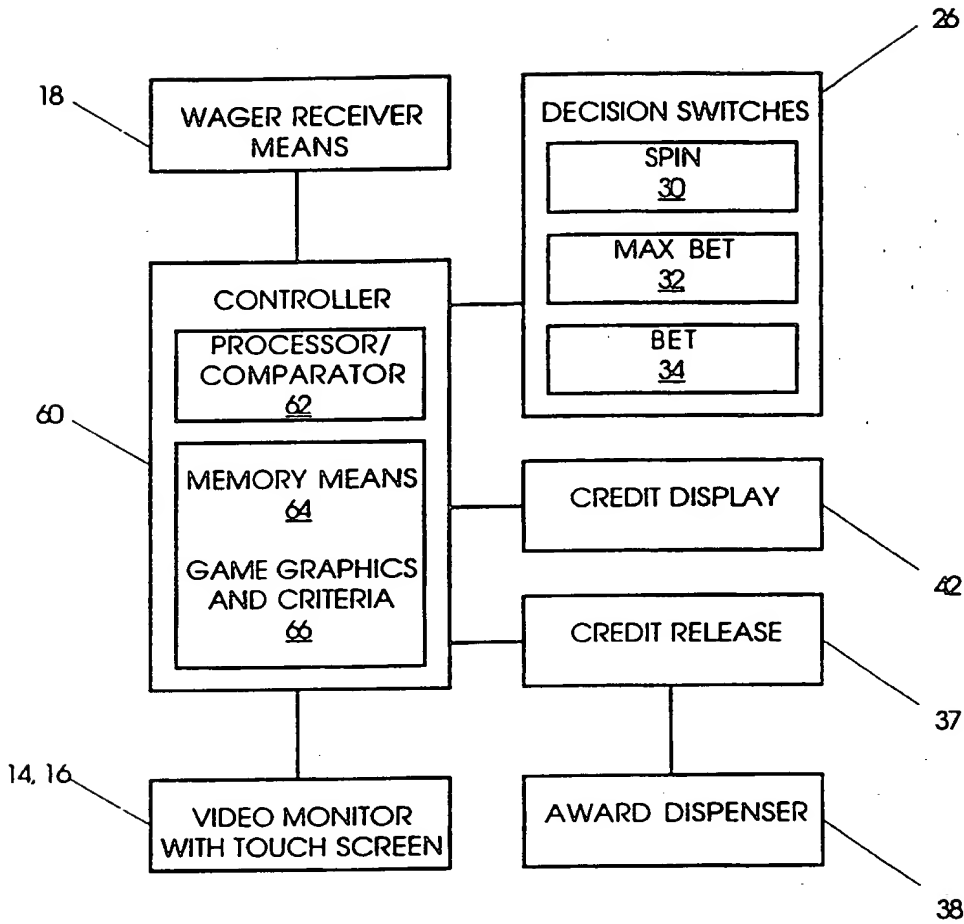 26
18
WAGER RECEIVER
MEANS
DECISION SWITCHES
SPIN
30
MAX BET
32
BET
34
CONTROLLER
PROCESSOR/
COMPARATOR
62
60
MEMORY MEANS
64
GAME GRAPHICS
AND CRITERIA
66
CREDIT DISPLAY
42
CREDIT RELEASE
37
14, 16
VIDEO MONITOR
WITH TOUCH SCREEN
AWARD DISPENSER
38